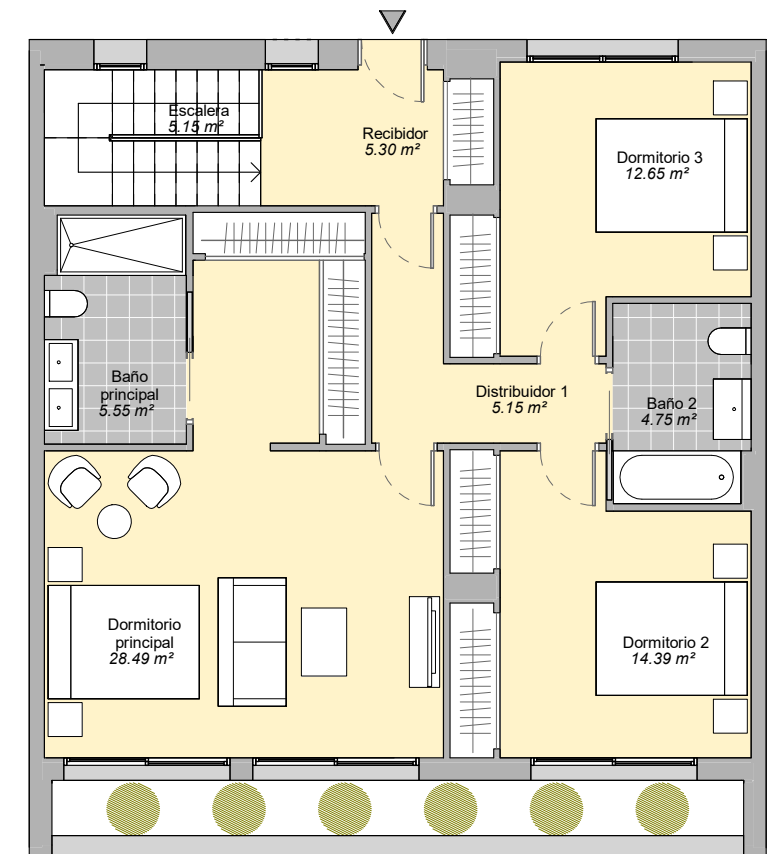 Escalera
5.15 m²
Recibidor
5.30 m²
Dormitorio 3
12.65 m²
Baño
principal
5.55 m²
Distribuidor 1
5.15 m²
Baño 2
4.75 m²
Dormitorio
principal
28.49 m²
Dormitorio 2
14.39 m²